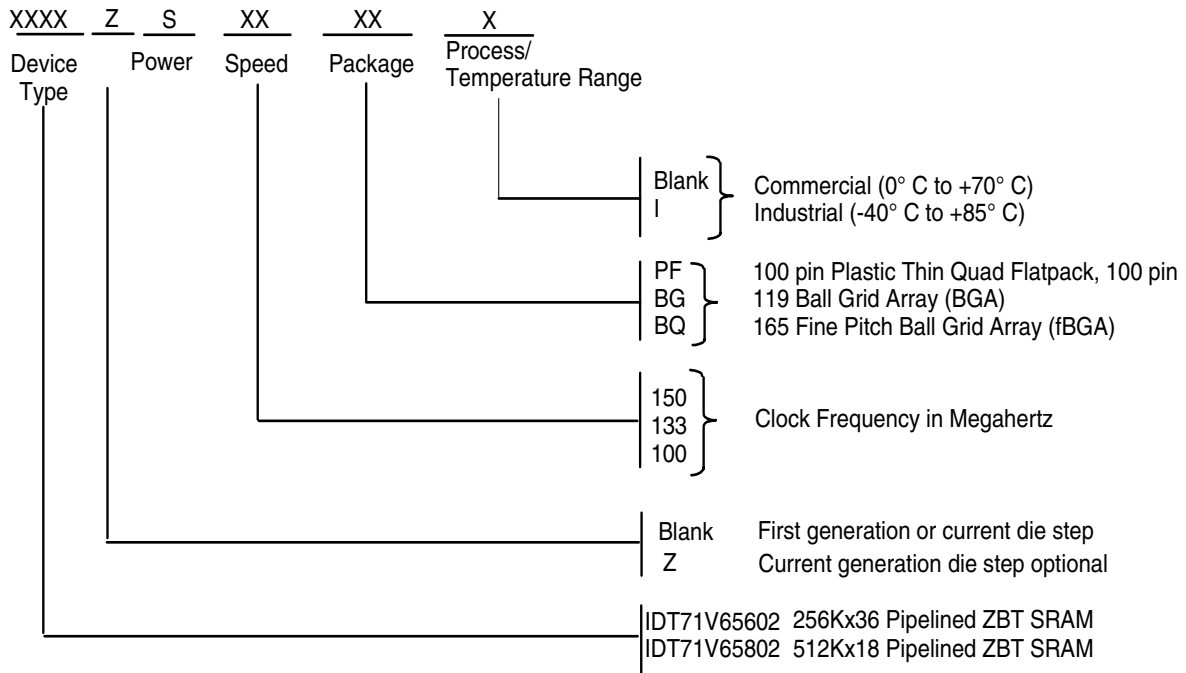 XXXX Z S XX XX X
Device Type
Power
Speed
Package
Process/
Temperature Range
Blank Commercial (0° C to +70° C)
I Industrial (-40° C to +85° C)
PF 100 pin Plastic Thin Quad Flatpack, 100 pin
BG 119 Ball Grid Array (BGA)
BQ 165 Fine Pitch Ball Grid Array (fBGA)
150
133 Clock Frequency in Megahertz
100
Blank First generation or current die step
Z Current generation die step optional
IDT71V65602 256Kx36 Pipelined ZBT SRAM
IDT71V65802 512Kx18 Pipelined ZBT SRAM